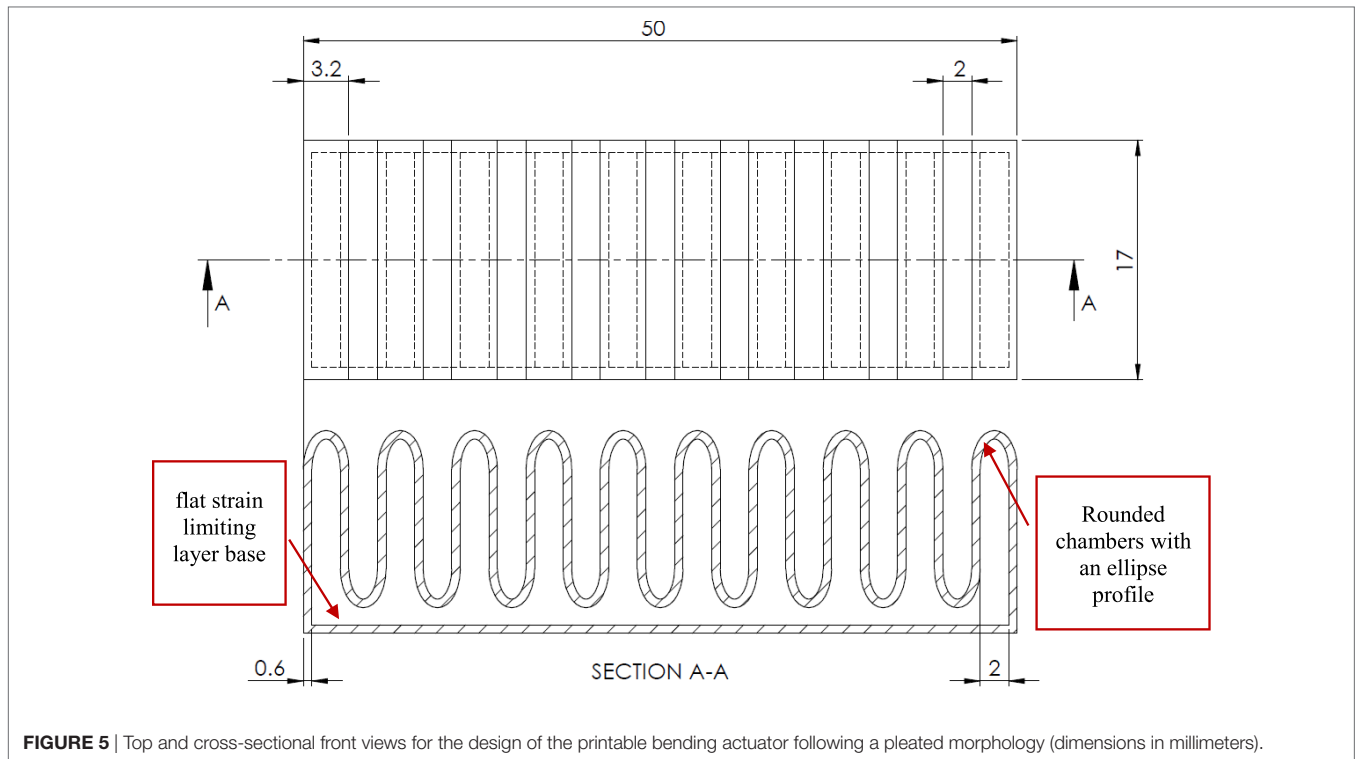 50
3.2
2
17
A
A
flat strain
limiting
layer base
Rounded
chambers with
an ellipse
profile
0.6
SECTION A-A
2
FIGURE 5 | Top and cross-sectional front views for the design of the printable bending actuator following a pleated morphology (dimensions in millimeters).